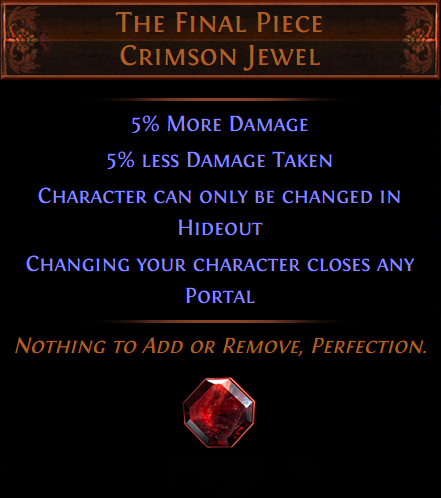 The Final Piece
Crimson Jewel
5% More Damage
5% less Damage Taken
Character can only be changed in
Hideout
Changing your character closes any
Portal
Nothing to Add or Remove, Perfection.